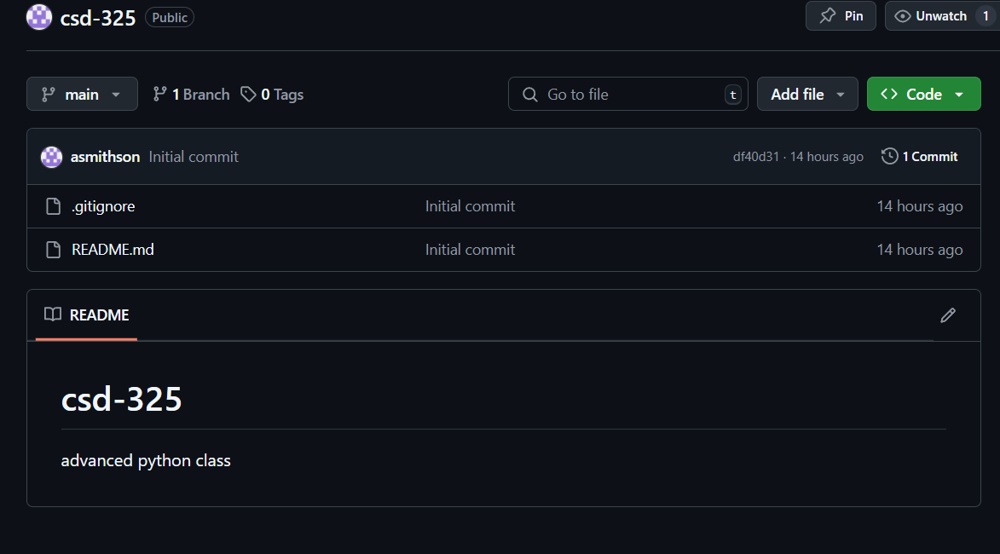 csd-325 Public Pin Unwatch 1
main 1 Branch 0 Tags Go to file t Add file Code
asmithson Initial commit df40d31 · 14 hours ago 1 Commit
.gitignore Initial commit 14 hours ago
README.md Initial commit 14 hours ago
README
csd-325
advanced python class